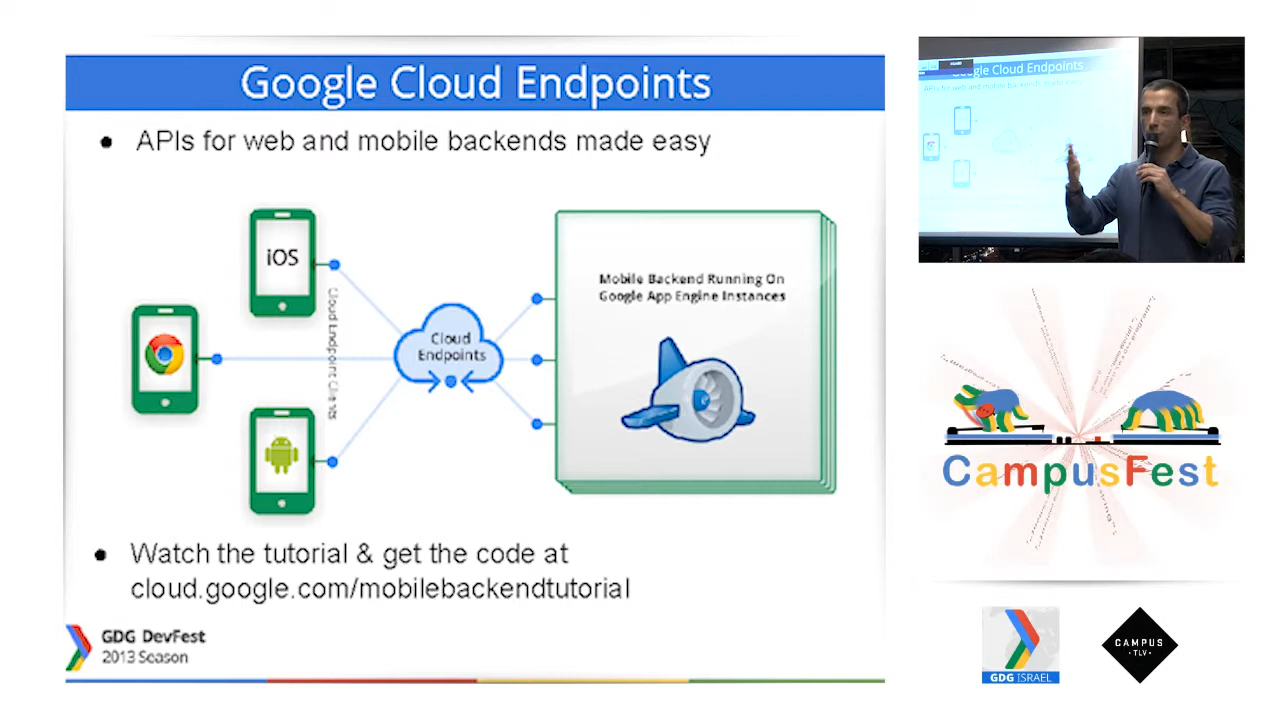 Google Cloud Endpoints
● APIs for web and mobile backends made easy
iOS
Cloud Endpoint Clients
Cloud
Endpoints
Mobile Backend Running On
Google App Engine Instances
● Watch the tutorial & get the code at
cloud.google.com/mobilebackendtutorial
GDG DevFest
2013 Season
Google Cloud Endpoints
APIs for web and mobile backends made easy
CampusFest
GDG ISRAEL
CAMPUS
·TLV·